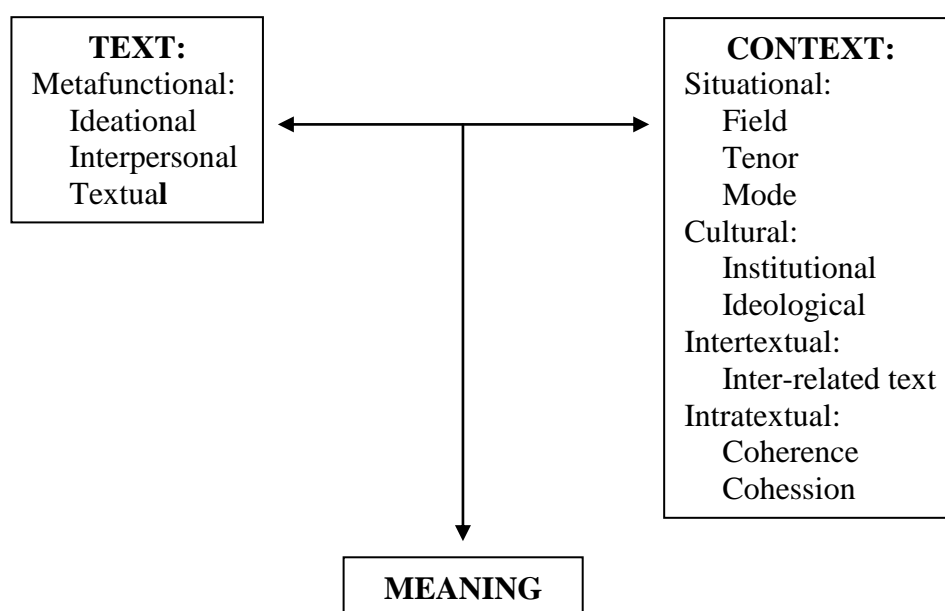 TEXT:
Metafunctional:
Ideational
Interpersonal
Textual
CONTEXT:
Situational:
Field
Tenor
Mode
Cultural:
Institutional
Ideological
Intertextual:
Inter-related text
Intratextual:
Coherence
Cohession
MEANING